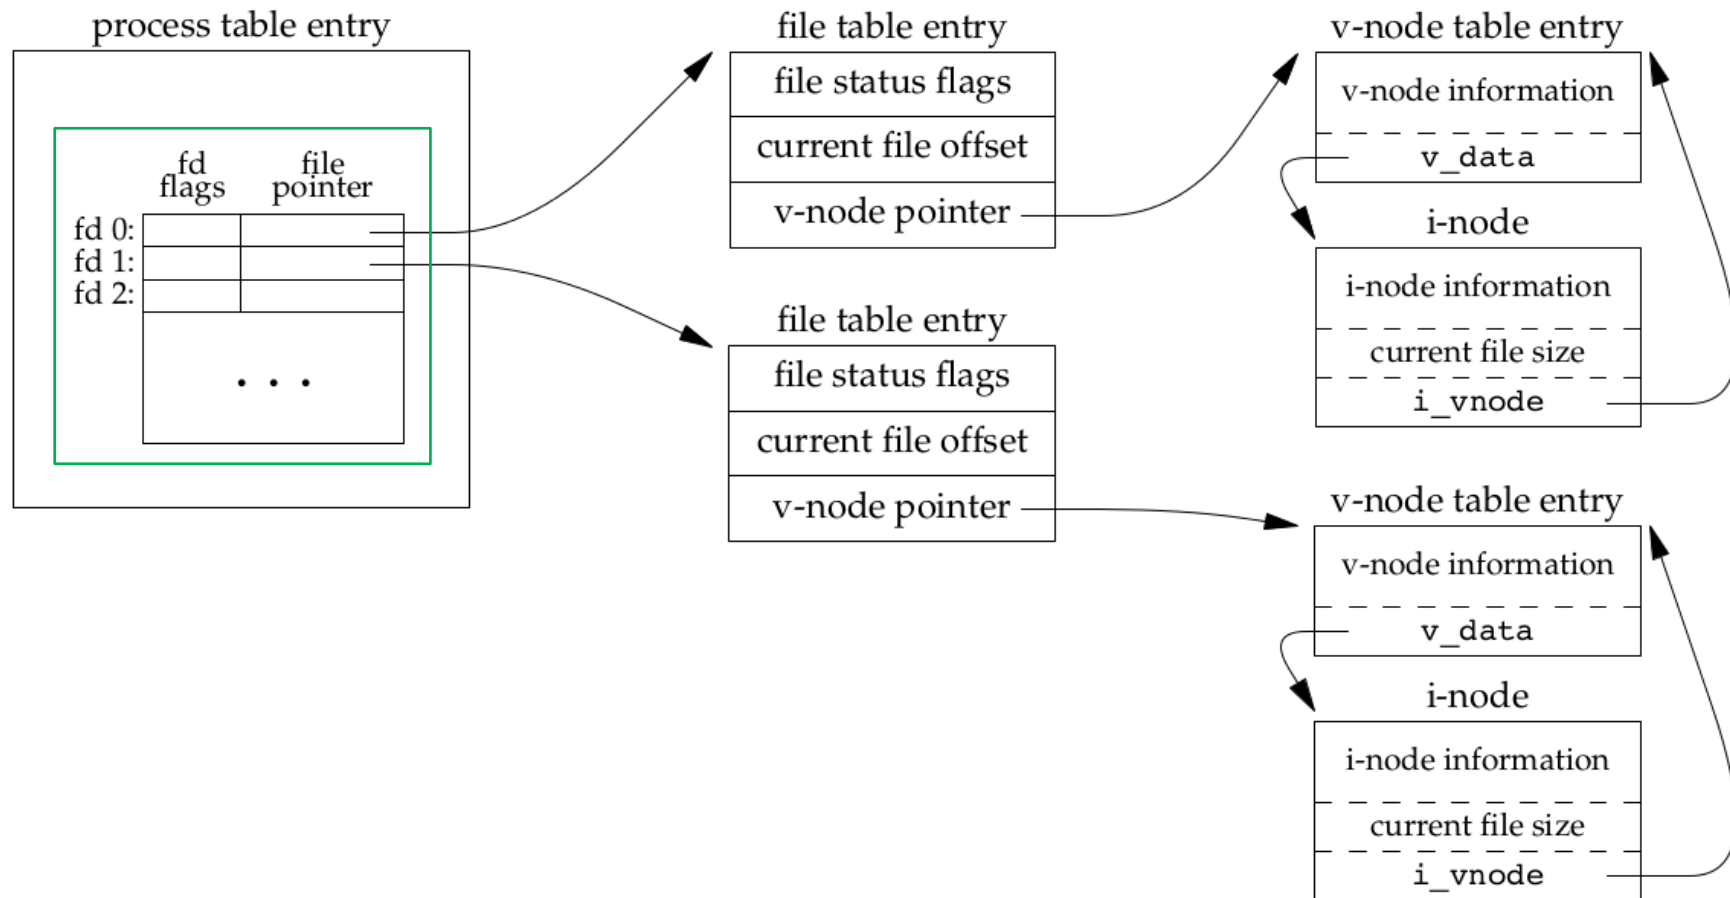 process table entry
fd
flags
file
pointer
fd 0:
fd 1:
fd 2:
. . .
file table entry
file status flags
current file offset
v-node pointer
file table entry
file status flags
current file offset
v-node pointer
v-node table entry
v-node information
v_data
i-node
i-node information
current file size
i_vnode
v-node table entry
v-node information
v_data
i-node
i-node information
current file size
i_vnode